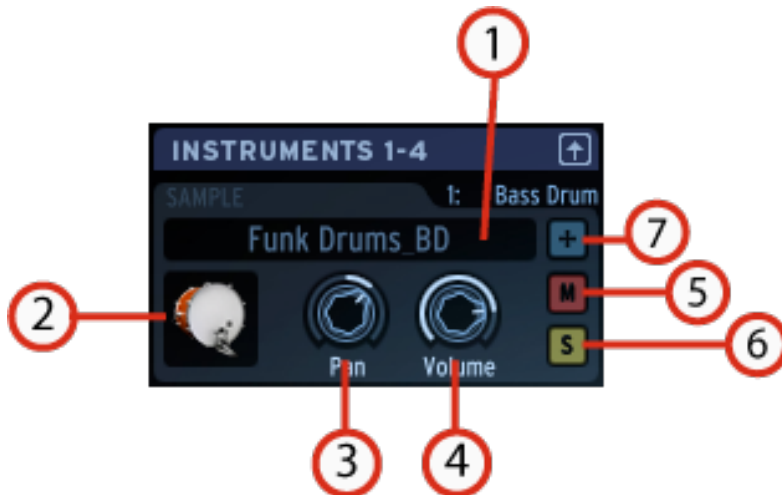 1
INSTRUMENTS 1-4
SAMPLE 1: Bass Drum
Funk Drums_BD + 7
M 5
2
S 6
Pan Volume
3 4